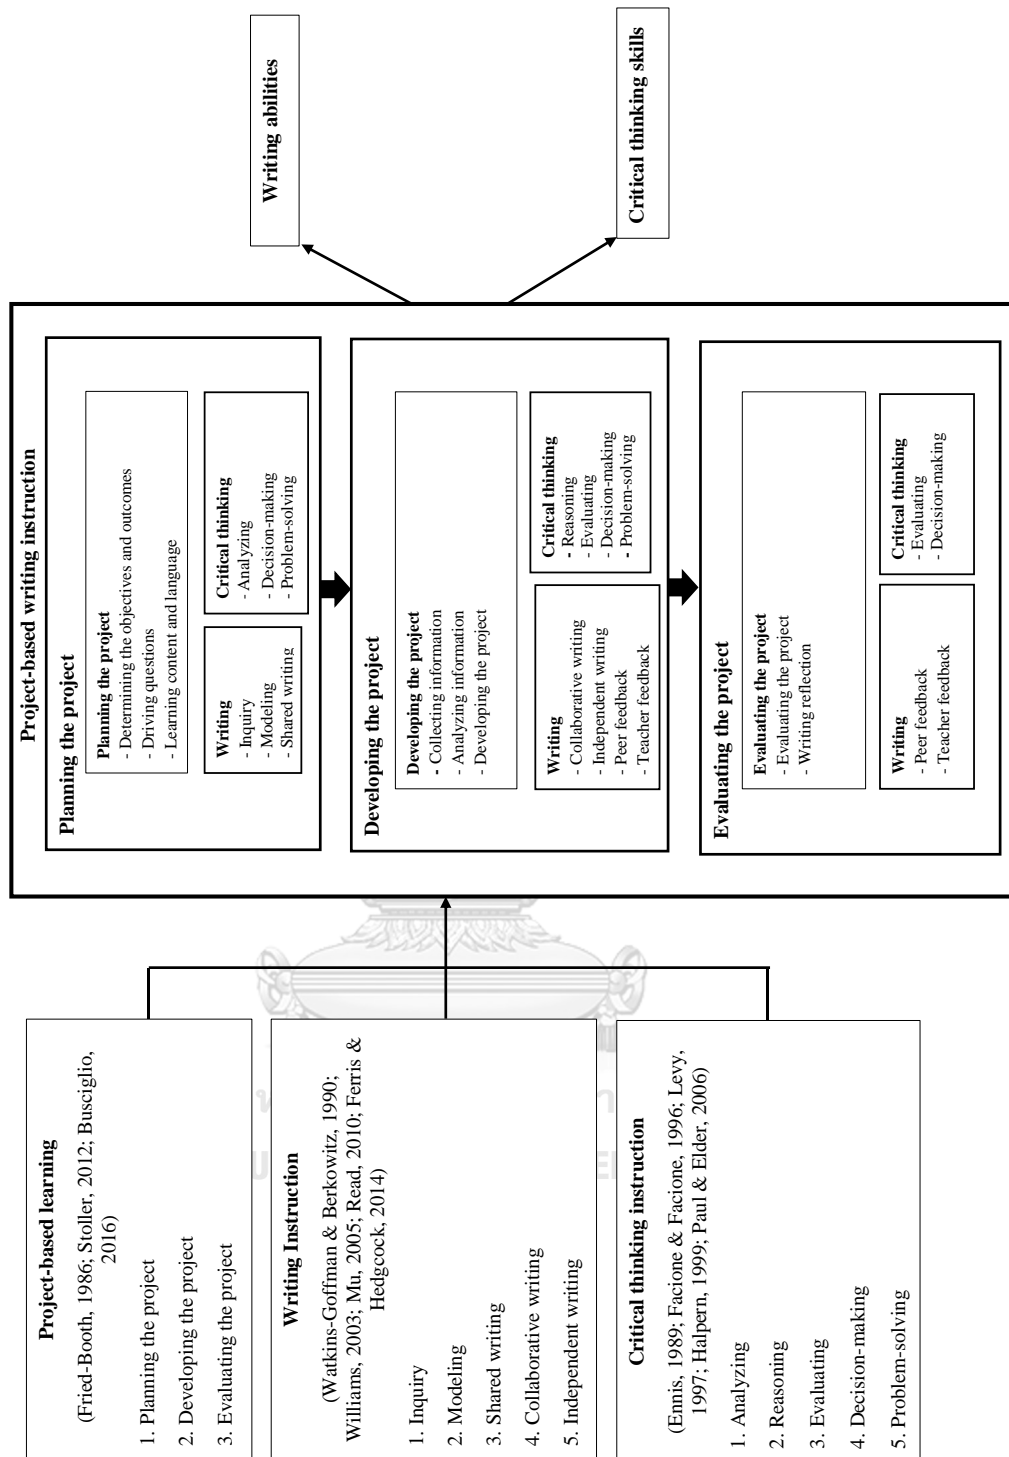 Project-based learning
(Fried-Booth, 1986; Stoller, 2012; Busciglio,
2016)
1. Planning the project
2. Developing the project
3. Evaluating the project
Writing Instruction
(Watkins-Goffman & Berkowitz, 1990;
Williams, 2003; Mu, 2005; Read, 2010; Ferris &
Hedgcock, 2014)
1. Inquiry
2. Modeling
3. Shared writing
4. Collaborative writing
5. Independent writing
Critical thinking instruction
(Ennis, 1989; Facione & Facione, 1996; Levy,
1997; Halpern, 1999; Paul & Elder, 2006)
1. Analyzing
2. Reasoning
3. Evaluating
4. Decision-making
5. Problem-solving
Project-based writing instruction
Planning the project
Planning the project
- Determining the objectives and outcomes
- Driving questions
- Learning content and language
Writing
- Inquiry
- Modeling
- Shared writing
Critical thinking
- Analyzing
- Decision-making
- Problem-solving
Developing the project
Developing the project
- Collecting information
- Analyzing information
- Developing the project
Writing
- Collaborative writing
- Independent writing
- Peer feedback
- Teacher feedback
Critical thinking
- Reasoning
- Evaluating
- Decision-making
- Problem-solving
Evaluating the project
Evaluating the project
- Evaluating the project
- Writing reflection
Writing
- Peer feedback
- Teacher feedback
Critical thinking
- Evaluating
- Decision-making
Writing abilities
Critical thinking skills